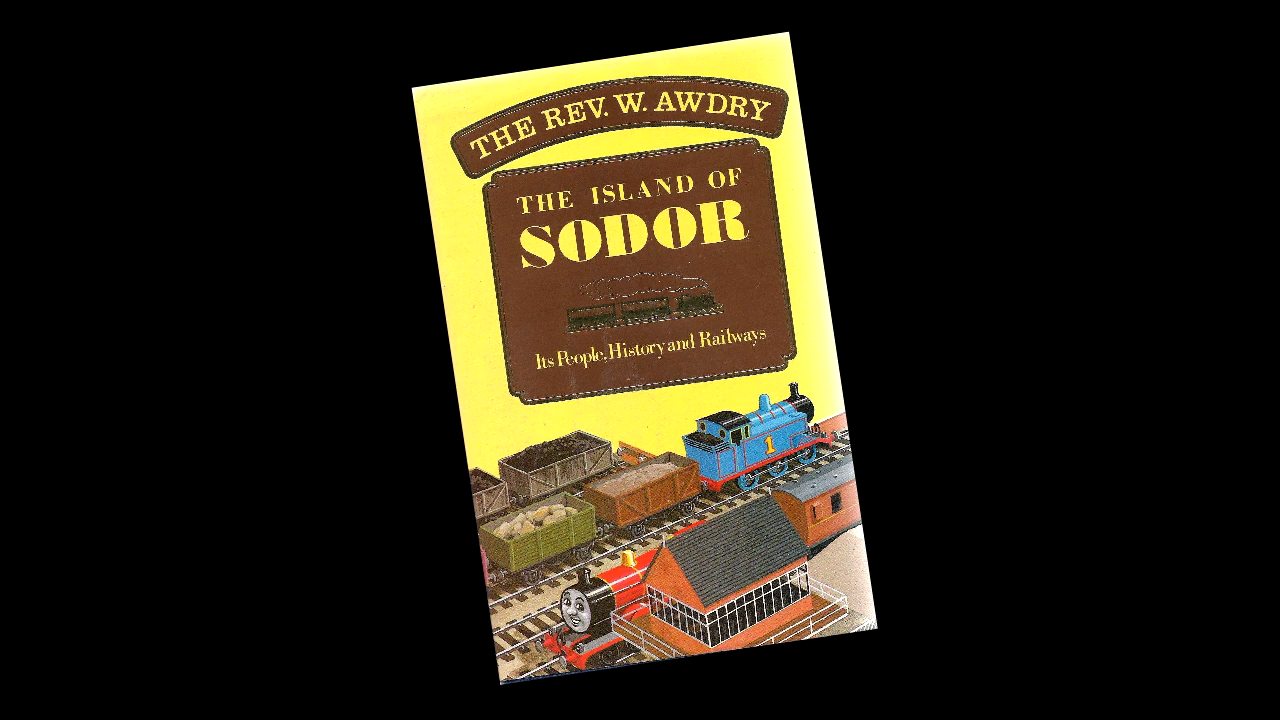 THE REV. W. AWDRY
THE ISLAND OF
SODOR
Its People, History and Railways
1